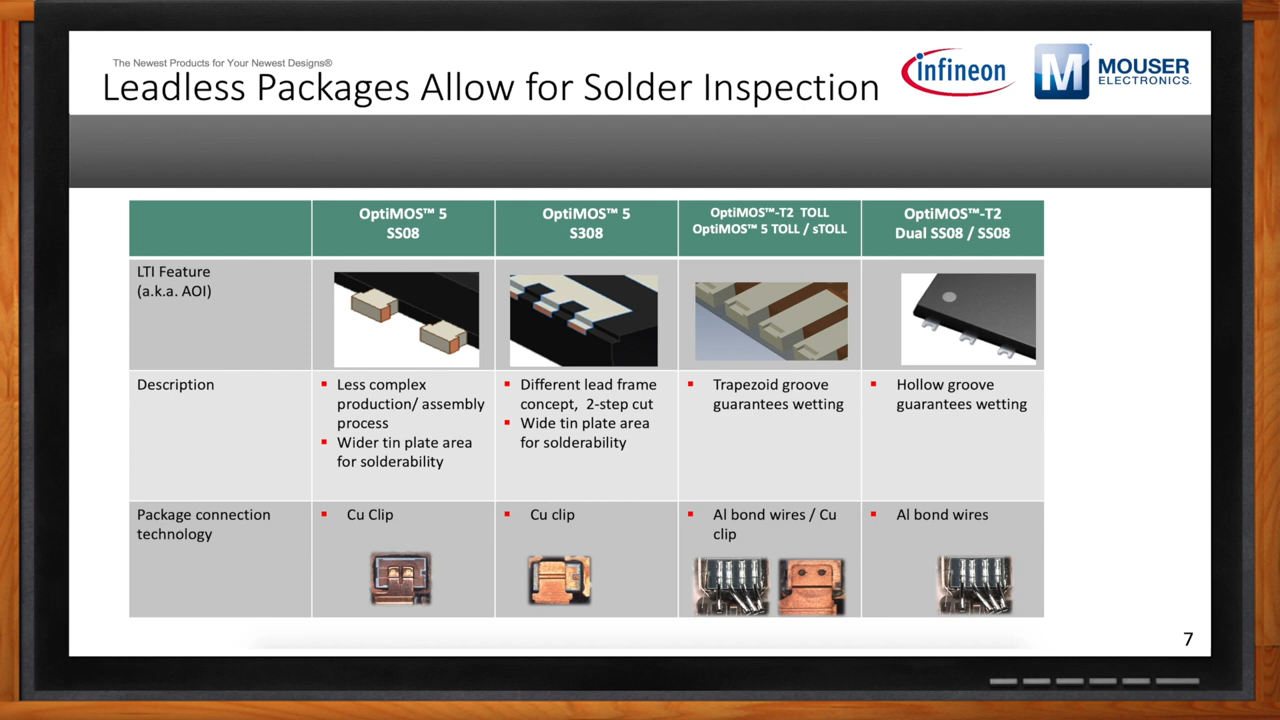 The Newest Products for Your Newest Designs®
Leadless Packages Allow for Solder Inspection
infineon
M
MOUSER
ELECTRONICS.
OptiMOS™ 5
SS08
OptiMOS™ 5
S308
OptiMOS™-T2 TOLL
OptiMOS™ 5 TOLL / sTOLL
OptiMOS™-T2
Dual SS08 / SS08
LTI Feature
(a.k.a. AOI)
Description
Less complex
production/ assembly
process
Wider tin plate area
for solderability
Different lead frame
concept, 2-step cut
Wide tin plate area
for solderability
Trapezoid groove
guarantees wetting
Hollow groove
guarantees wetting
Package connection
technology
Cu Clip
Cu clip
Al bond wires / Cu
clip
Al bond wires
7